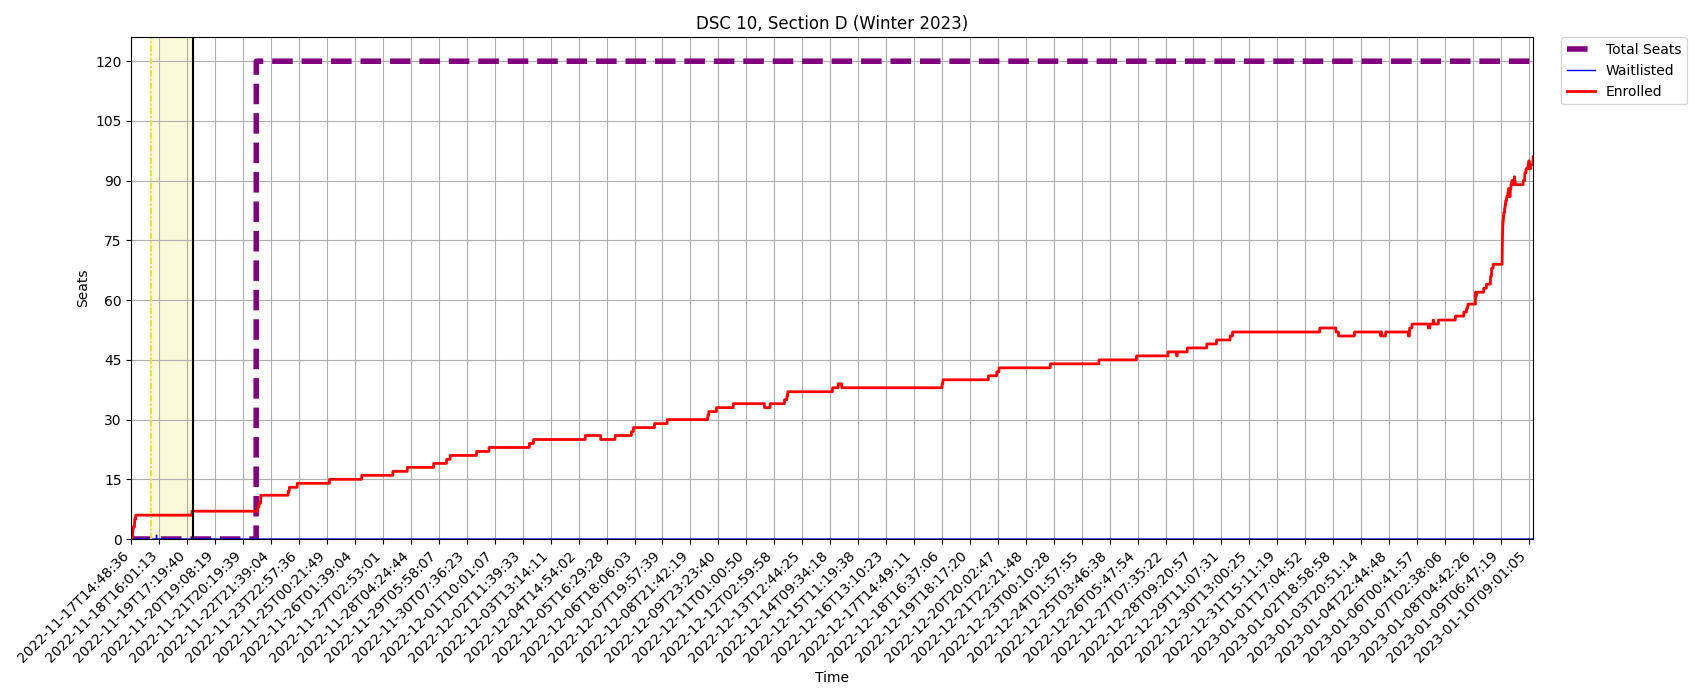 DSC 10, Section D (Winter 2023)
Total Seats
Waitlisted
Enrolled
Seats
120
105
90
75
60
45
30
15
0
2022-11-17T14:48:36
2022-11-18T16:01:13
2022-11-19T17:19:40
2022-11-20T19:08:19
2022-11-21T20:19:39
2022-11-22T21:39:04
2022-11-23T22:57:36
2022-11-25T00:21:49
2022-11-26T01:39:04
2022-11-27T02:53:01
2022-11-28T04:24:44
2022-11-29T05:58:07
2022-11-30T07:36:23
2022-12-01T10:01:07
2022-12-02T11:39:33
2022-12-03T13:14:11
2022-12-04T14:54:02
2022-12-05T16:29:28
2022-12-06T18:06:03
2022-12-07T19:57:39
2022-12-08T21:42:19
2022-12-09T23:23:40
2022-12-11T01:00:50
2022-12-12T02:59:58
2022-12-13T12:44:25
2022-12-14T09:34:18
2022-12-15T11:19:38
2022-12-16T13:10:23
2022-12-17T14:49:11
2022-12-18T16:37:06
2022-12-19T18:17:20
2022-12-20T20:02:47
2022-12-21T22:21:48
2022-12-23T00:10:28
2022-12-24T01:57:55
2022-12-25T03:46:38
2022-12-26T05:47:54
2022-12-27T07:35:22
2022-12-28T09:20:57
2022-12-29T11:07:31
2022-12-30T13:00:25
2022-12-31T15:11:19
2023-01-01T17:04:52
2023-01-02T18:58:58
2023-01-03T20:51:14
2023-01-04T22:44:48
2023-01-06T00:41:57
2023-01-07T02:38:06
2023-01-08T04:42:26
2023-01-09T06:47:19
2023-01-10T09:01:05
Time